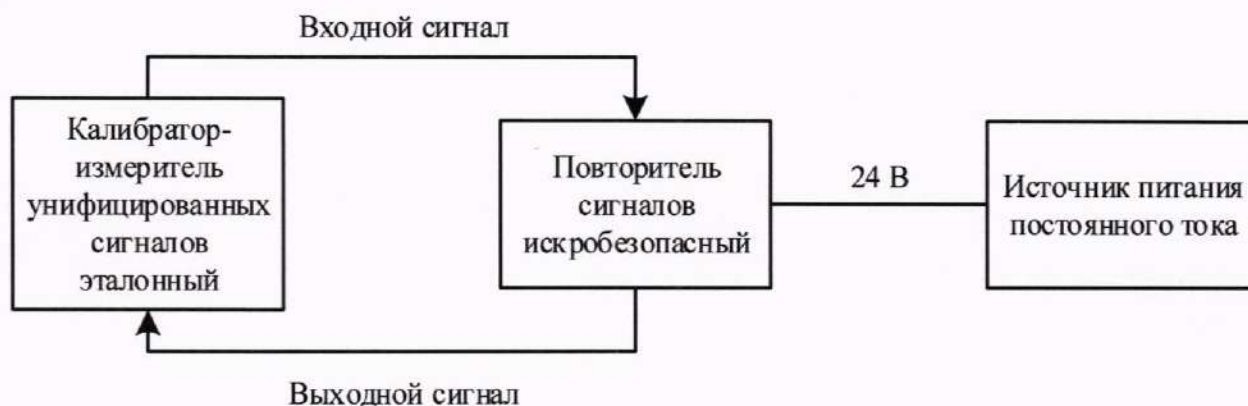 Входной сигнал
Калибратор-
измеритель
унифицированных
сигналов
эталонный
Повторитель
сигналов
искробезопасный
24 В
Источник питания
постоянного тока
Выходной сигнал